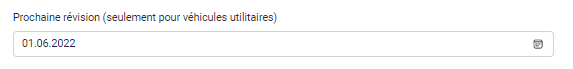 Prochaine révision (seulement pour véhicules utilitaires)
01.06.2022